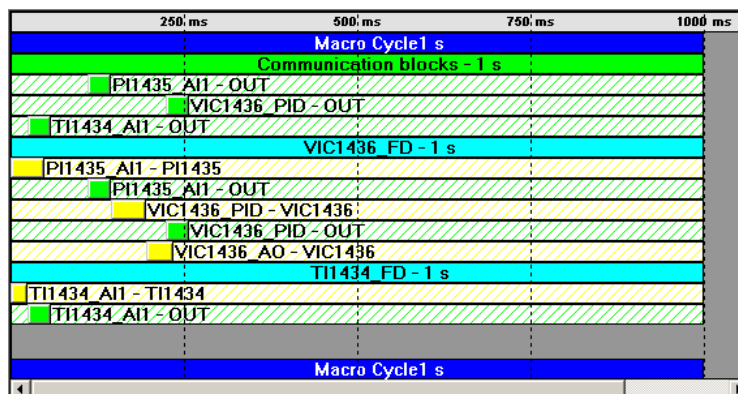 250 ms 500 ms 750 ms 1000 ms
Macro Cycle1 s
Communication blocks - 1 s
PI1435_AI1 - OUT
VIC1436_PID - OUT
TI1434_AI1 - OUT
VIC1436_FD - 1 s
PI1435_AI1 - PI1435
PI1435_AI1 - OUT
VIC1436_PID - VIC1436
VIC1436_PID - OUT
VIC1436_AO - VIC1436
TI1434_FD - 1 s
TI1434_AI1 - TI1434
TI1434_AI1 - OUT
Macro Cycle1 s